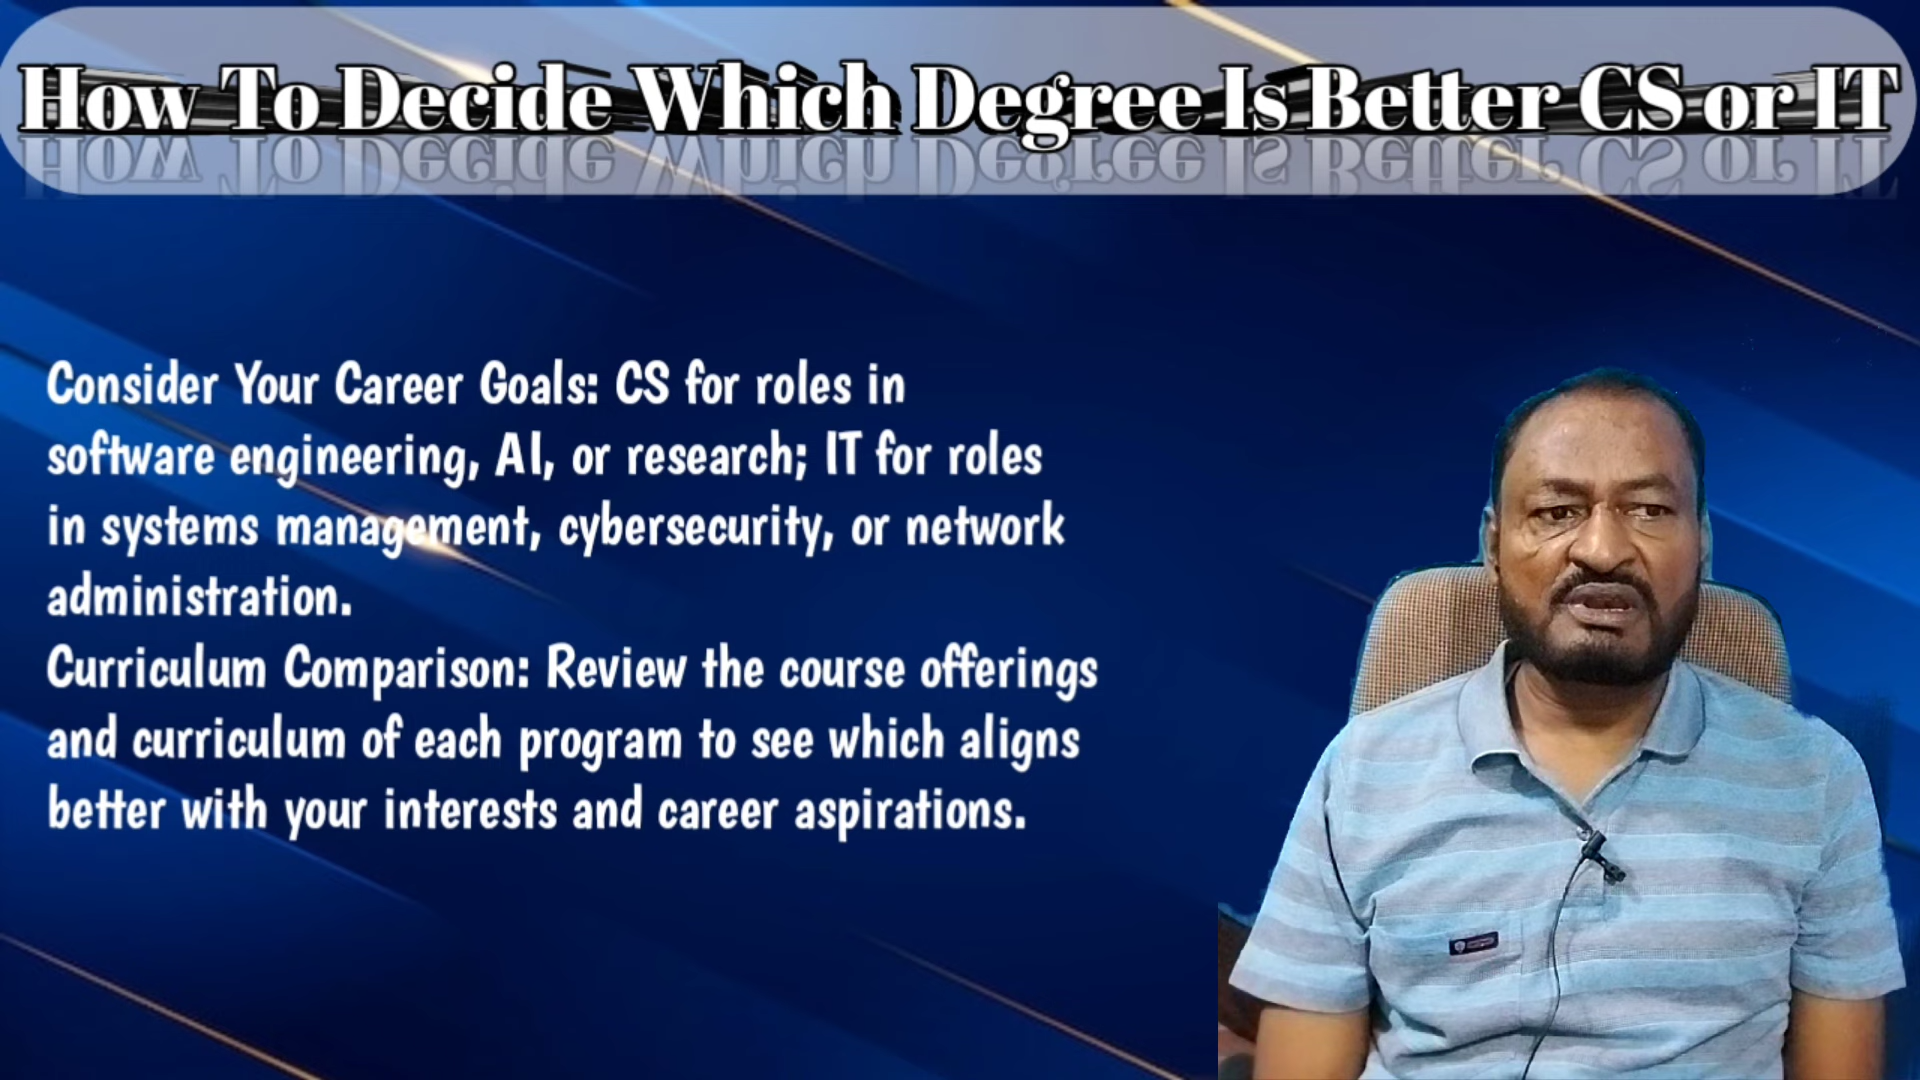 How To Decide Which Degree Is Better CS or IT
Consider Your Career Goals: CS for roles in
software engineering, AI, or research; IT for roles
in systems management, cybersecurity, or network
administration.
Curriculum Comparison: Review the course offerings
and curriculum of each program to see which aligns
better with your interests and career aspirations.